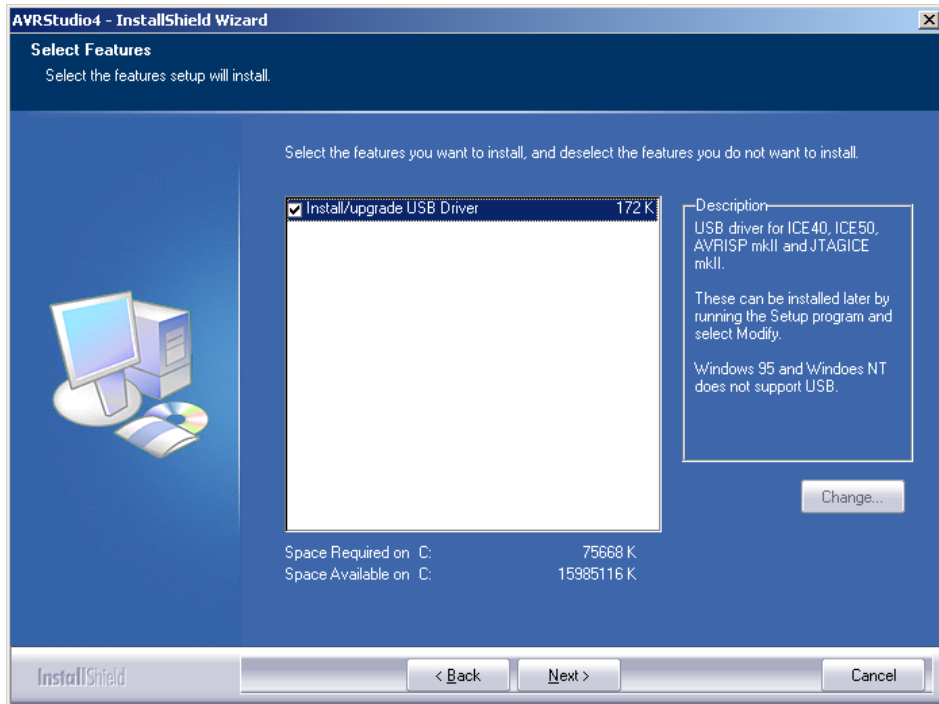 AVRStudio4 - InstallShield Wizard
Select Features
Select the features setup will install.
Select the features you want to install, and deselect the features you do not want to install.
Install/upgrade USB Driver 172 K
Description
USB driver for ICE40, ICE50,
AVRISP mkII and JTAGICE
mkII.
These can be installed later by
running the Setup program and
select Modify.
Windows 95 and Windoes NT
does not support USB.
Change...
Space Required on C: 75668 K
Space Available on C: 15985116 K
InstallShield
< Back
Next >
Cancel